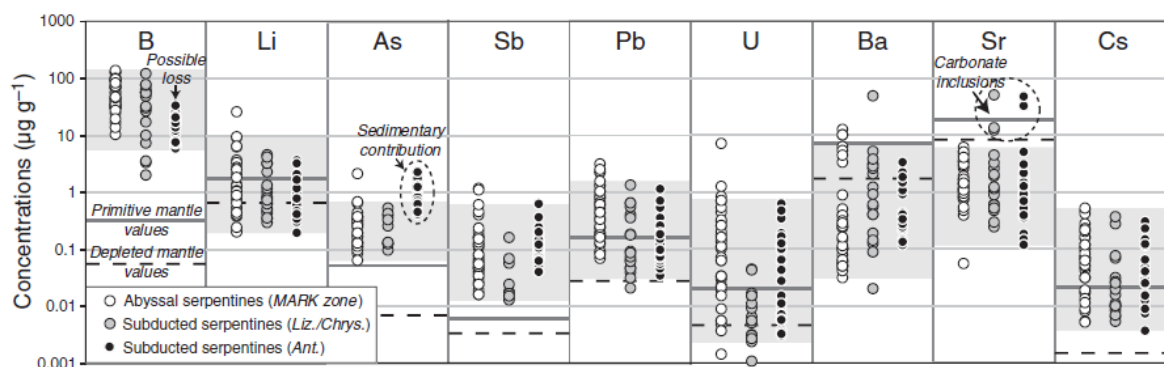 Concentrations (μg g⁻¹)
1000
100
10
1
0.1
0.01
0.001
B
Li
As
Sb
Pb
U
Ba
Sr
Cs
Possible
loss
Sedimentary
contribution
Carbonate
inclusions
Primitive mantle
values
Depleted mantle
values
Abyssal serpentines (MARK zone)
Subducted serpentines (Liz./Chrys.)
Subducted serpentines (Ant.)